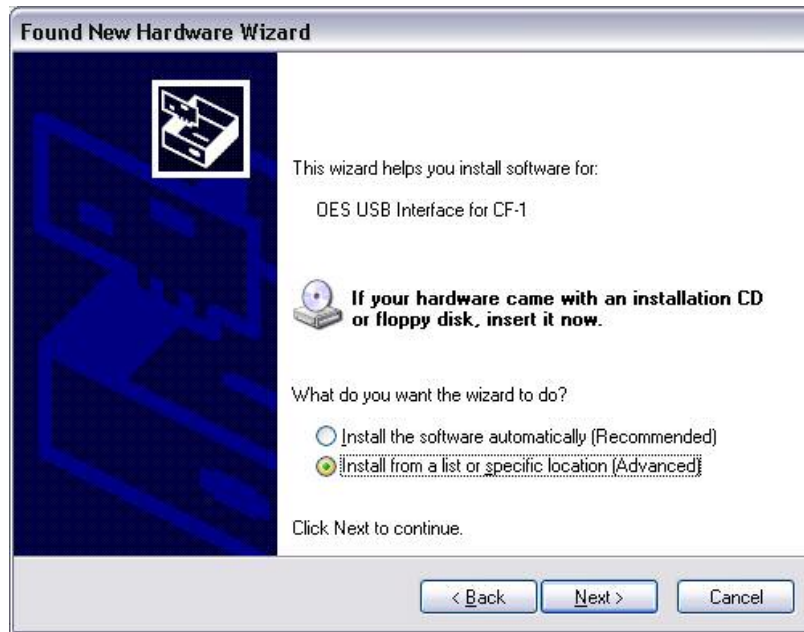 Found New Hardware Wizard
This wizard helps you install software for:
OES USB Interface for CF-1
If your hardware came with an installation CD
or floppy disk, insert it now.
What do you want the wizard to do?
Install the software automatically (Recommended)
Install from a list or specific location (Advanced)
Click Next to continue.
< Back
Next >
Cancel